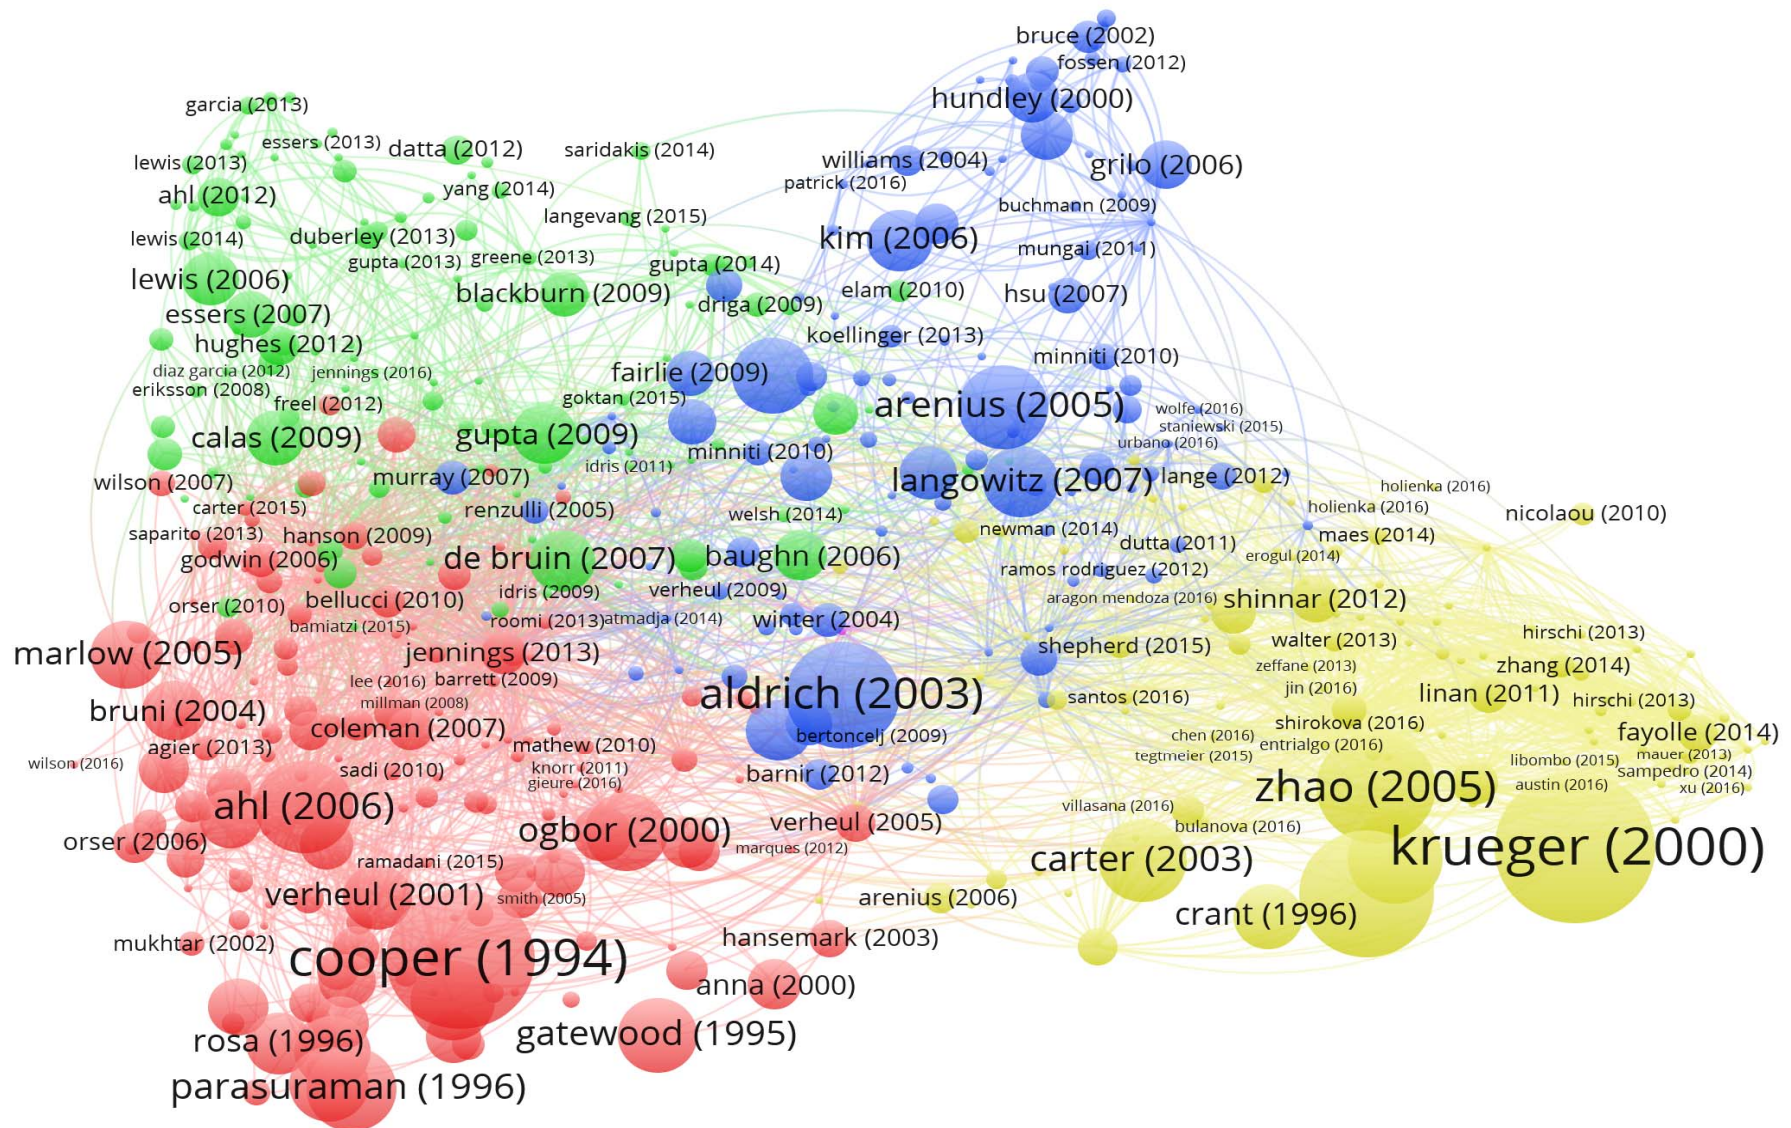 bruce (2002)
fossen (2012)
hundley (2000)
garcia (2013)
essers (2013)
datta (2012)
saridakis (2014)
lewis (2013)
williams (2004)
grilo (2006)
patrick (2016)
ahl (2012)
yang (2014)
buchmann (2009)
langevang (2015)
lewis (2014)
duberley (2013)
kim (2006)
mungai (2011)
gupta (2013)
greene (2013)
gupta (2014)
lewis (2006)
blackburn (2009)
elam (2010)
hsu (2007)
driga (2009)
essers (2007)
koellinger (2013)
hughes (2012)
minniti (2010)
diaz garcia (2012)
jennings (2016)
fairlie (2009)
eriksson (2008)
goktan (2015)
freel (2012)
arenius (2005)
wolfe (2016)
staniewski (2015)
calas (2009)
gupta (2009)
urbano (2016)
minniti (2010)
idris (2011)
wilson (2007)
murray (2007)
langowitz (2007)
lange (2012)
holienka (2016)
carter (2015)
renzulli (2005)
welsh (2014)
holienka (2016)
nicolaou (2010)
saparito (2013)
hanson (2009)
newman (2014)
dutta (2011)
maes (2014)
godwin (2006)
de bruin (2007)
baughn (2006)
erogul (2014)
ramos rodriguez (2012)
idris (2009)
verheul (2009)
orser (2010)
bellucci (2010)
aragon mendoza (2016)
shinnar (2012)
bamiatzi (2015)
roomi (2013)
atmadja (2014)
winter (2004)
marlow (2005)
jennings (2013)
shepherd (2015)
walter (2013)
hirschi (2013)
zeffane (2013)
zhang (2014)
lee (2016)
barrett (2009)
jin (2016)
linan (2011)
hirschi (2013)
aldrich (2003)
santos (2016)
millman (2008)
bruni (2004)
coleman (2007)
shirokova (2016)
fayolle (2014)
bertoncelj (2009)
chen (2016)
entrialgo (2016)
agier (2013)
mathew (2010)
tegtmeier (2015)
mauer (2013)
wilson (2016)
sadi (2010)
knorr (2011)
barnir (2012)
libombo (2015)
sampedro (2014)
gieure (2016)
zhao (2005)
austin (2016)
xu (2016)
ahl (2006)
villasana (2016)
ogbor (2000)
verheul (2005)
bulanova (2016)
orser (2006)
marques (2012)
krueger (2000)
ramadani (2015)
carter (2003)
verheul (2001)
smith (2005)
arenius (2006)
crant (1996)
mukhtar (2002)
hansemark (2003)
cooper (1994)
anna (2000)
rosa (1996)
gatewood (1995)
parasuraman (1996)